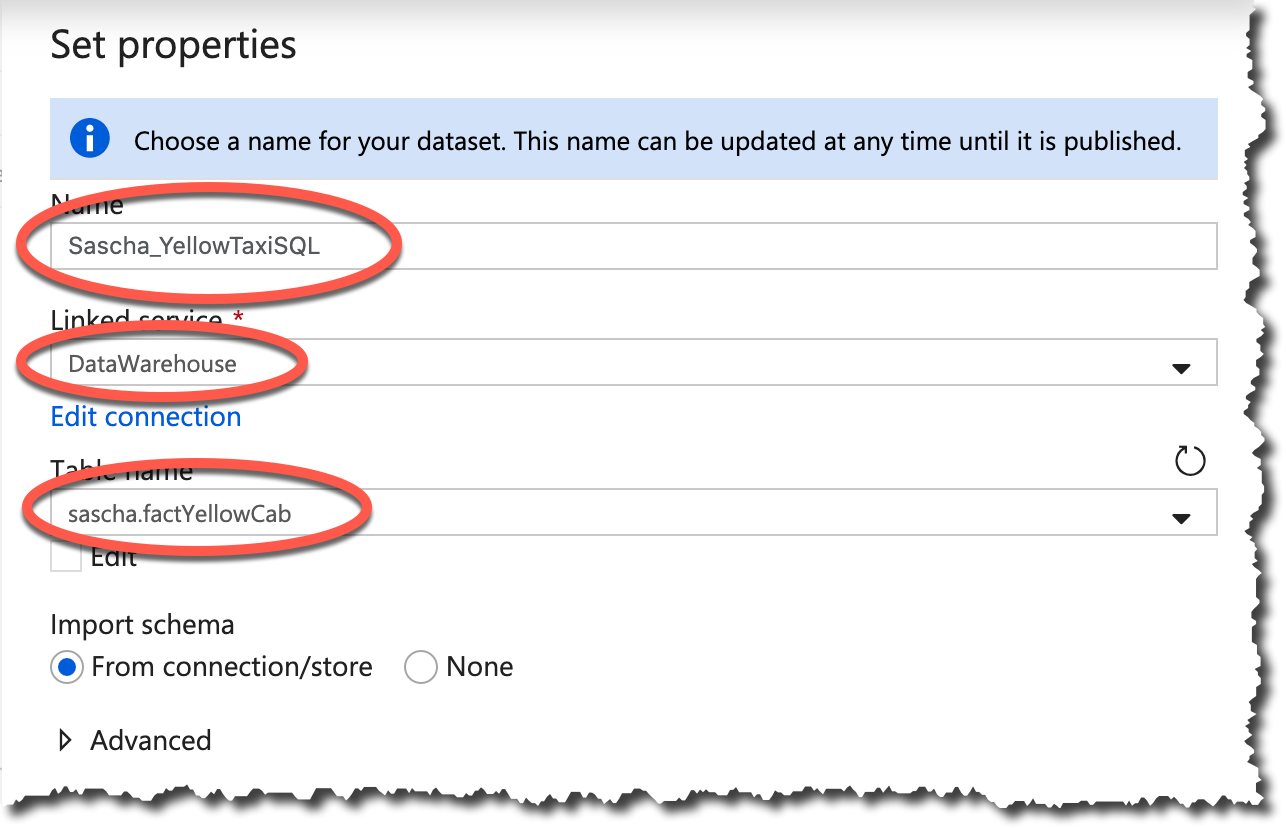 Set properties
Choose a name for your dataset. This name can be updated at any time until it is published.
Name
Sascha_YellowTaxiSQL
Linked service *
DataWarehouse
Edit connection
Table name
sascha.factYellowCab
Edit
Import schema
From connection/store None
Advanced